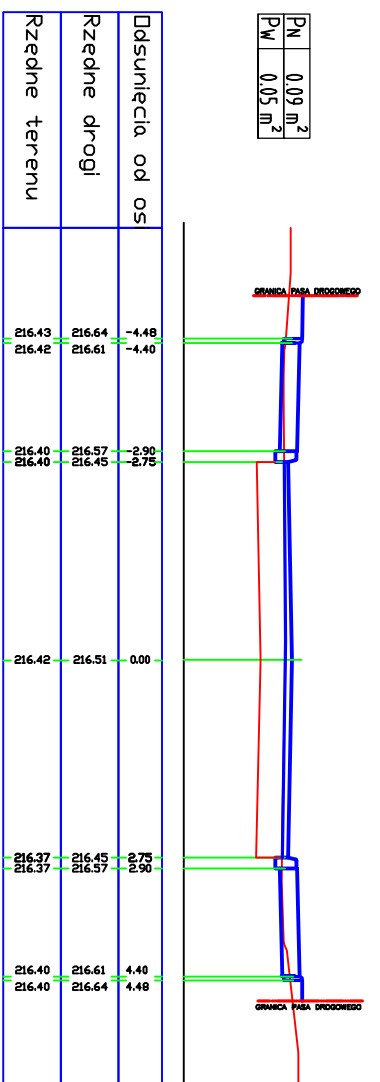 PN 0.09 m²
PW 0.05 m²
GRANICA PASA DROGOWEGO
GRANICA PASA DROGOWEGO
Odsunięcia od osi -4.48 -4.40 -2.90 -2.75 0.00 2.75 2.90 4.40 4.48
Rzędne drogi 216.64 216.61 216.57 216.45 216.51 216.45 216.57 216.61 216.64
Rzędne terenu 216.43 216.42 216.40 216.40 216.42 216.37 216.37 216.40 216.40